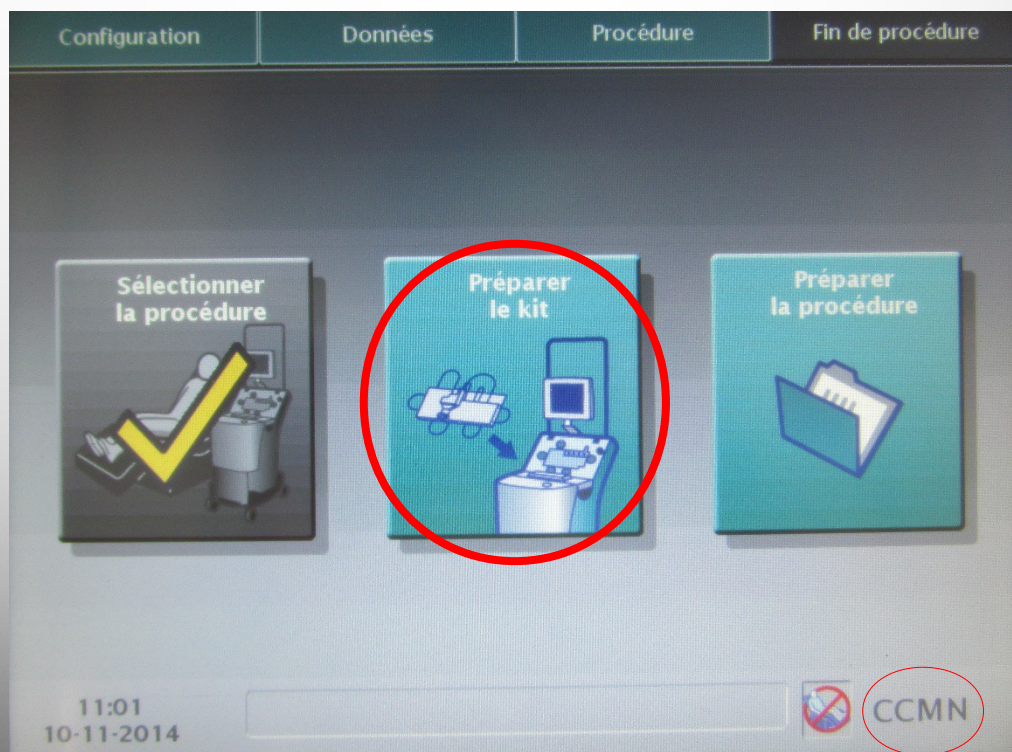 Configuration
Données
Procédure
Fin de procédure
Sélectionner
la procédure
Préparer
le kit
Préparer
la procédure
11:01
10-11-2014
CCMN